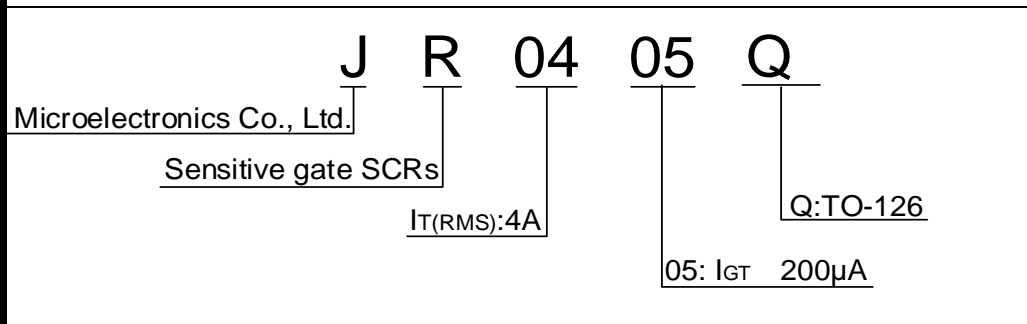 J R 04 05 Q
Microelectronics Co., Ltd.
Sensitive gate SCRs
IT(RMS):4A
Q:TO-126
05: IGT 200µA